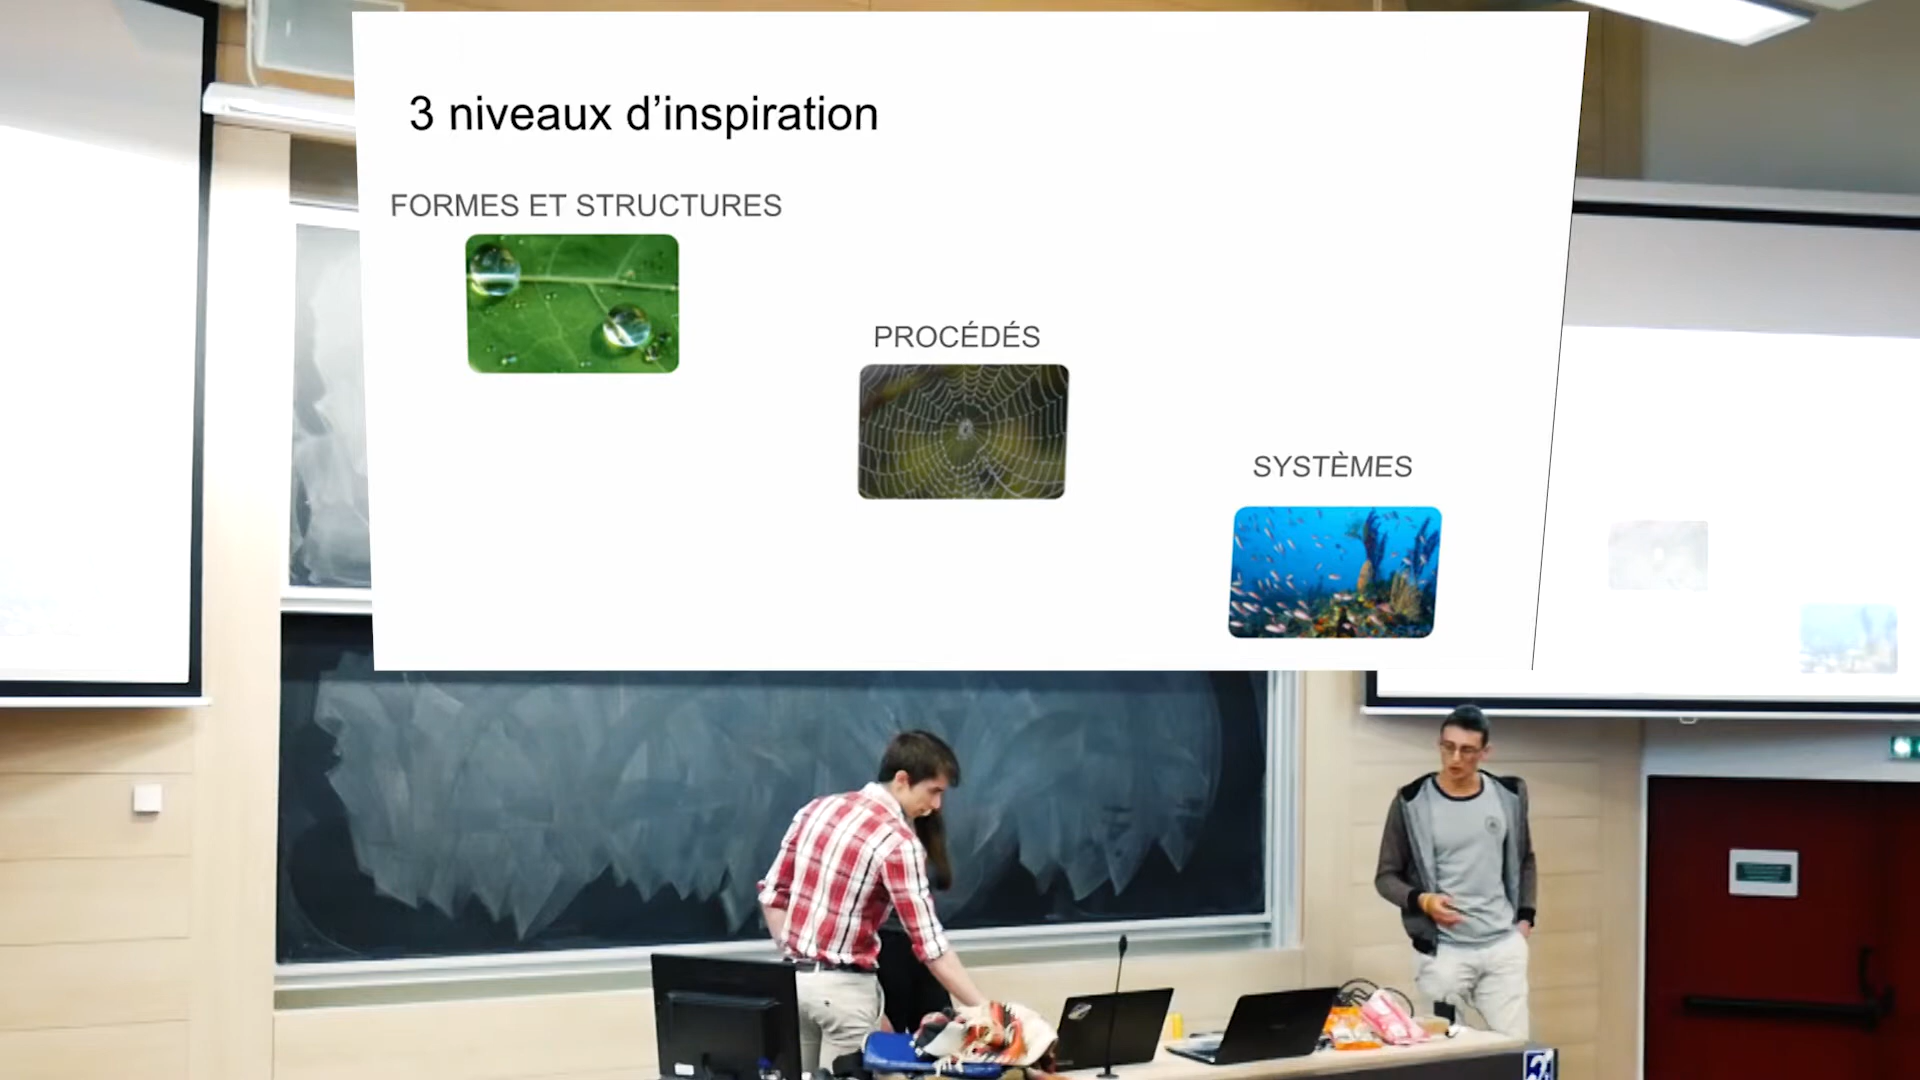 3 niveaux d’inspiration
FORMES ET STRUCTURES
PROCÉDÉS
SYSTÈMES